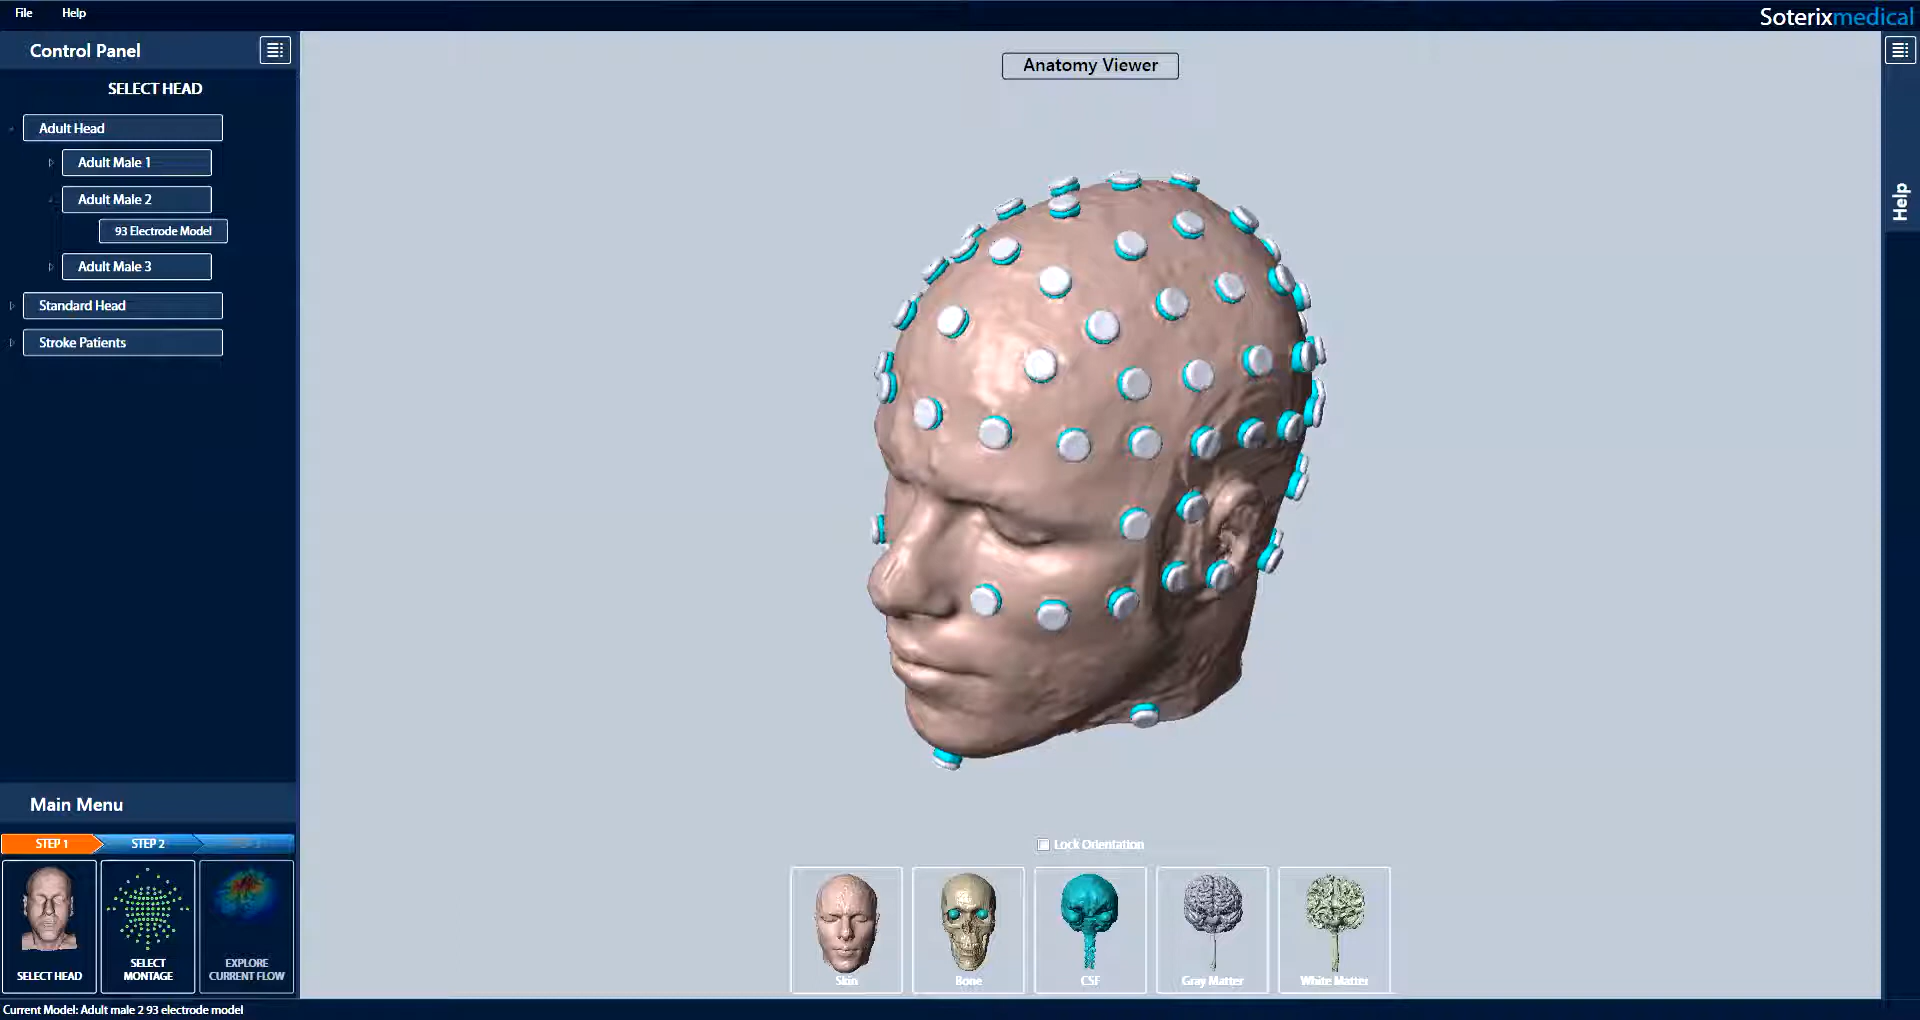 File Help
Soterixmedical
Control Panel
SELECT HEAD
Adult Head
Adult Male 1
Adult Male 2
93 Electrode Model
Adult Male 3
Standard Head
Stroke Patients
Anatomy Viewer
Help
Lock Orientation
Skin
Bone
CSF
Gray Matter
White Matter
Main Menu
STEP 1
STEP 2
SELECT HEAD
SELECT
MONTAGE
EXPLORE
CURRENT FLOW
Current Model: Adult male 2 93 electrode model